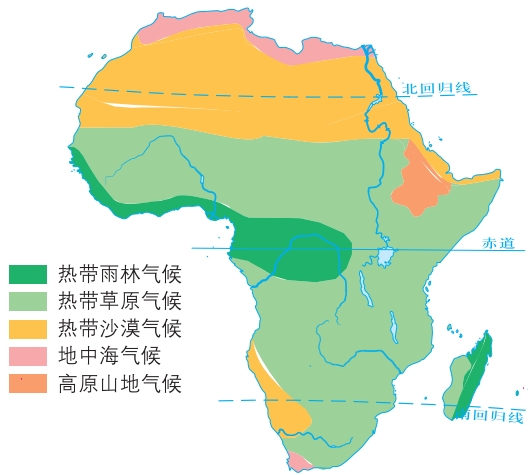 北回归线
赤道
热带雨林气候
热带草原气候
热带沙漠气候
地中海气候
高原山地气候
南回归线